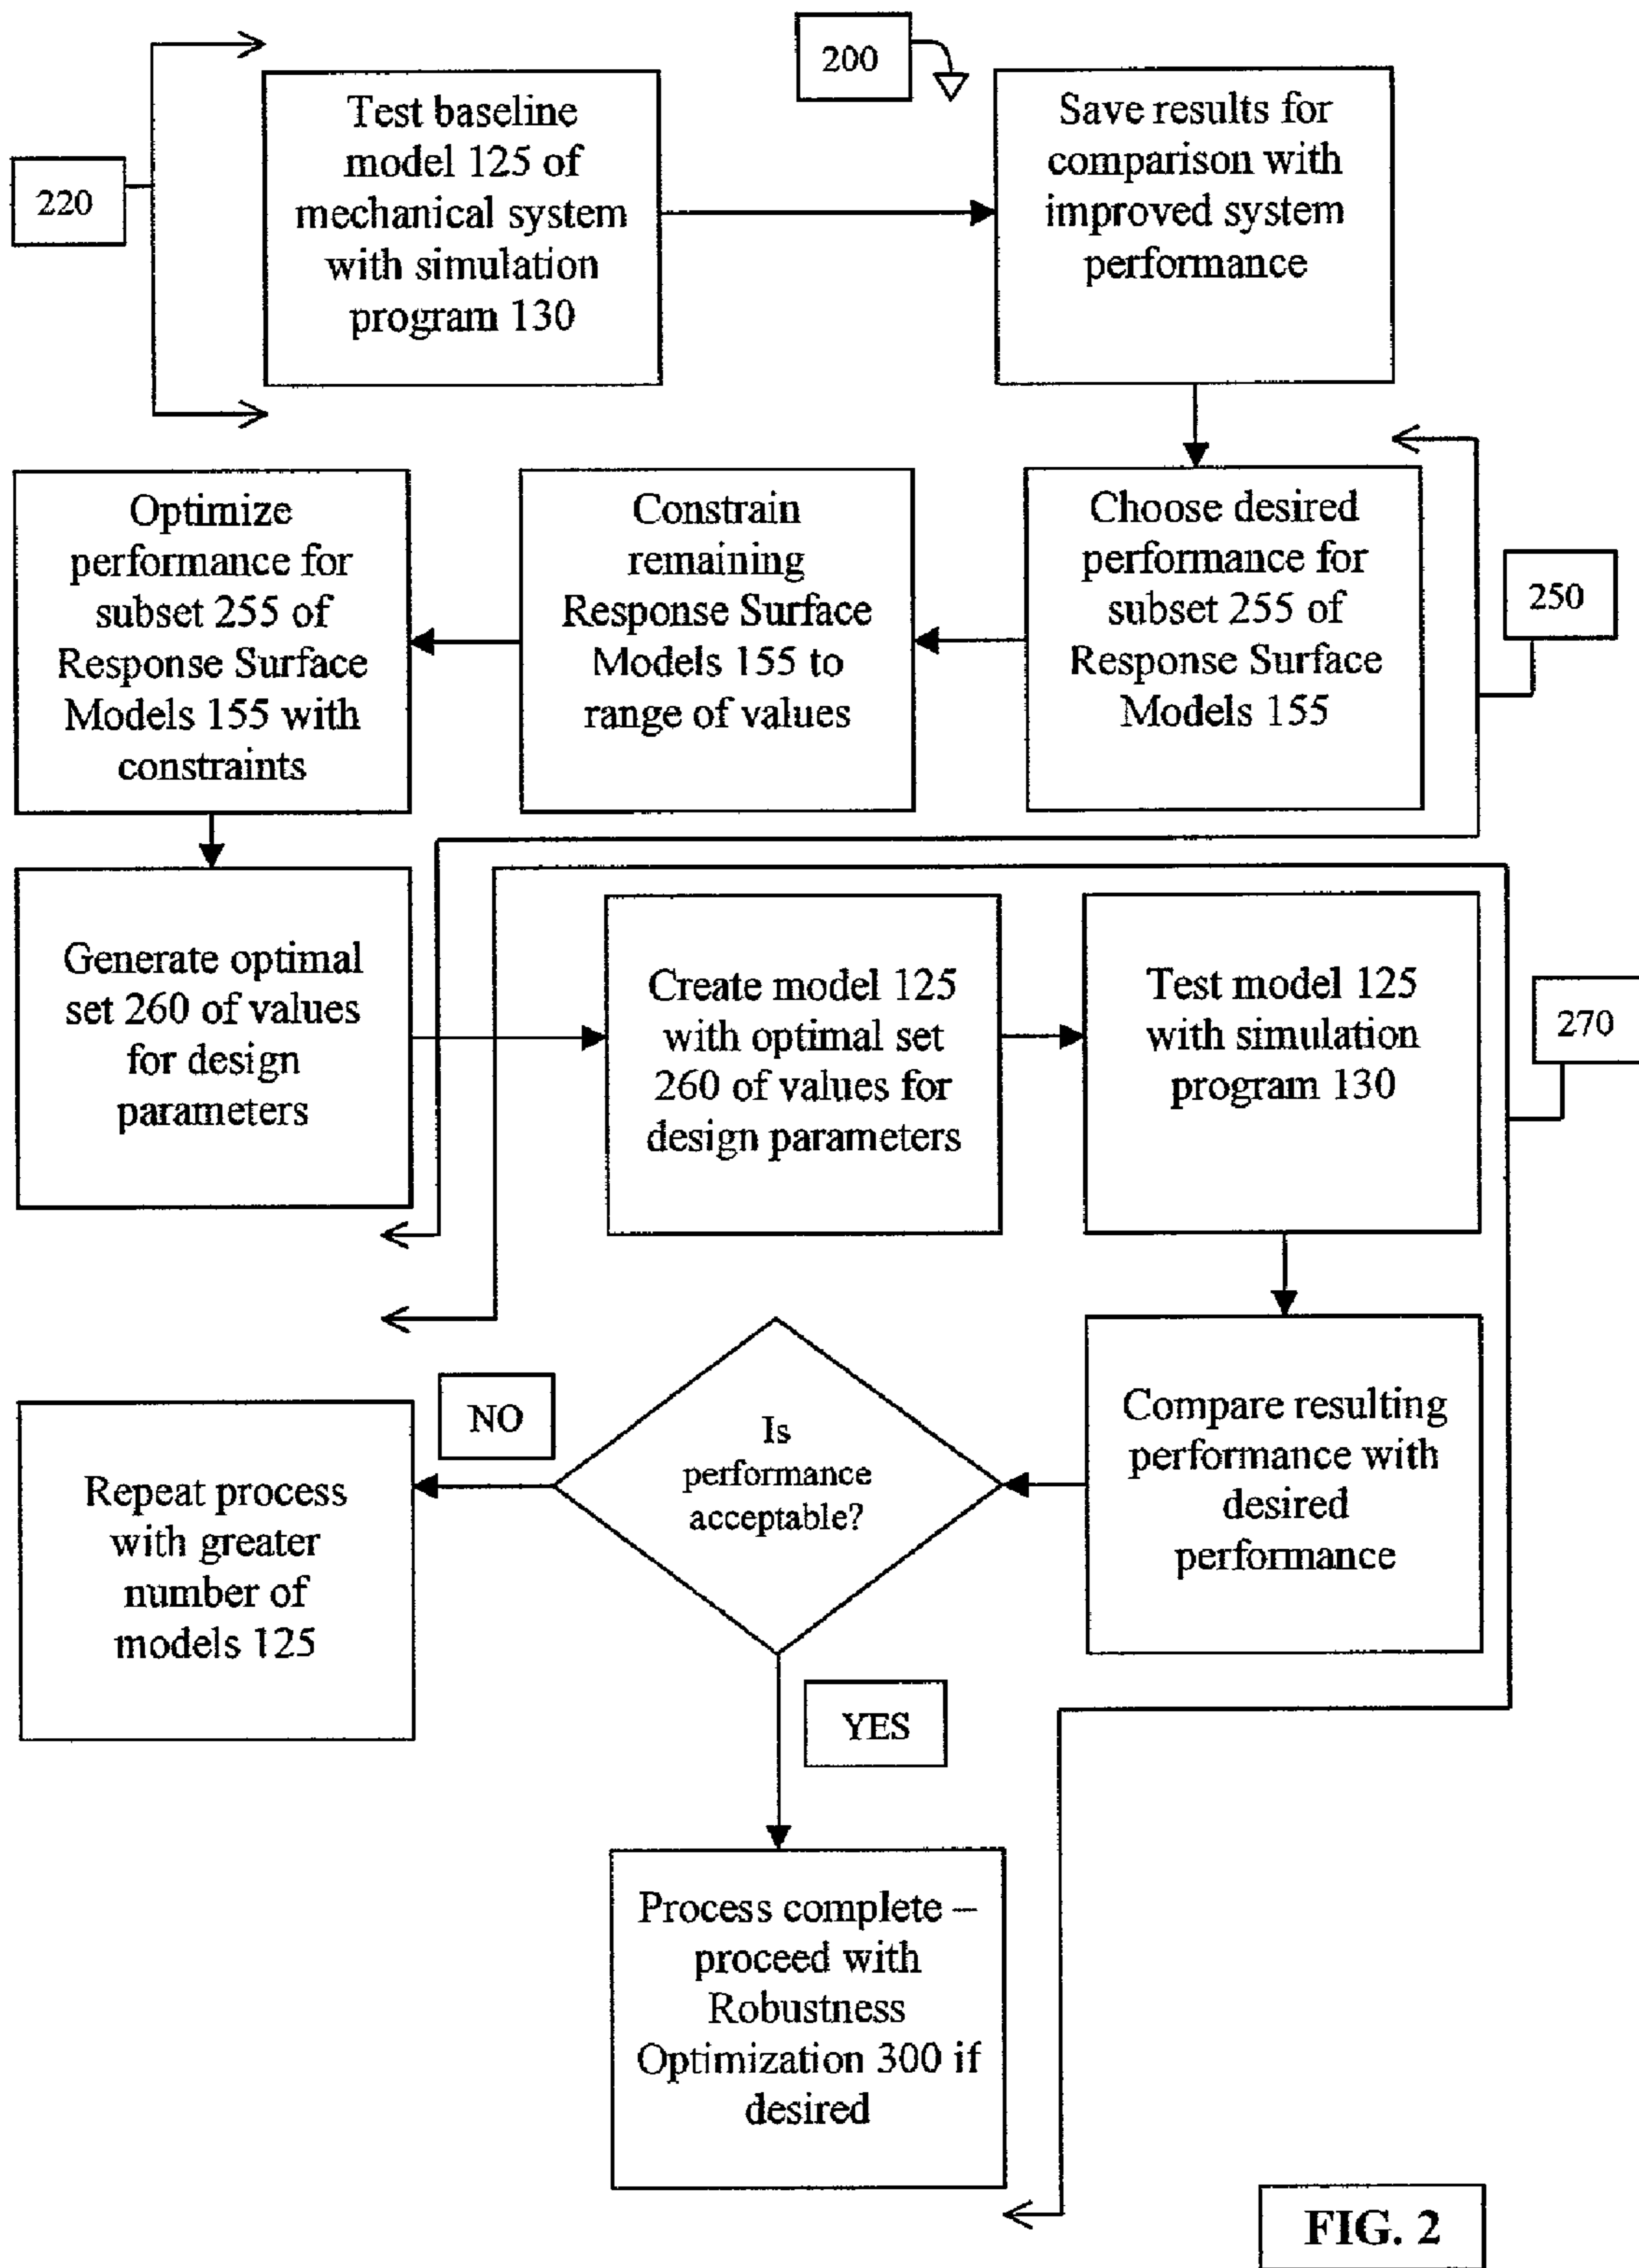 200
220
Test baseline
model 125 of
mechanical system
with simulation
program 130
Save results for
comparison with
improved system
performance
Choose desired
performance for
subset 255 of
Response Surface
Models 155
250
Constrain
remaining
Response Surface
Models 155 to
range of values
Optimize
performance for
subset 255 of
Response Surface
Models 155 with
constraints
Generate optimal
set 260 of values
for design
parameters
Create model 125
with optimal set
260 of values for
design parameters
Test model 125
with simulation
program 130
270
Compare resulting
performance with
desired
performance
Is
performance
acceptable?
NO
Repeat process
with greater
number of
models 125
YES
Process complete –
proceed with
Robustness
Optimization 300 if
desired
FIG. 2